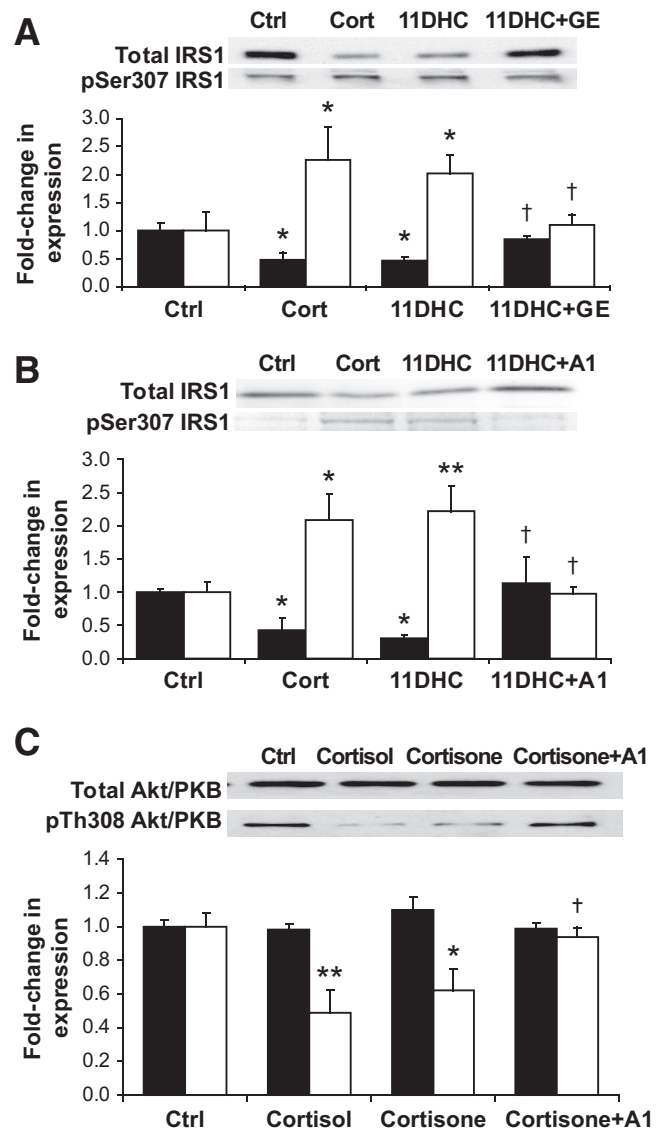 A
Ctrl Cort 11DHC 11DHC+GE
Total IRS1
pSer307 IRS1
Fold-change in
expression
3.0
2.5
2.0
1.5
1.0
0.5
0.0
* * * * † †
Ctrl Cort 11DHC 11DHC+GE
B
Ctrl Cort 11DHC 11DHC+A1
Total IRS1
pSer307 IRS1
Fold-change in
expression
3.0
2.5
2.0
1.5
1.0
0.5
0.0
* * * ** † †
Ctrl Cort 11DHC 11DHC+A1
C
Ctrl Cortisol Cortisone Cortisone+A1
Total Akt/PKB
pTh308 Akt/PKB
Fold-change in
expression
1.4
1.2
1.0
0.8
0.6
0.4
0.2
0.0
** * †
Ctrl Cortisol Cortisone Cortisone+A1